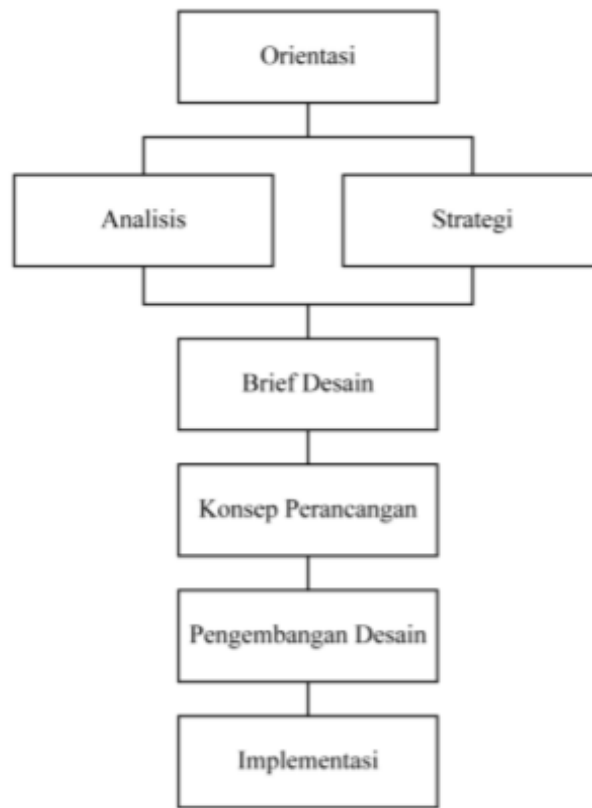 Orientasi
Analisis
Strategi
Brief Desain
Konsep Perancangan
Pengembangan Desain
Implementasi